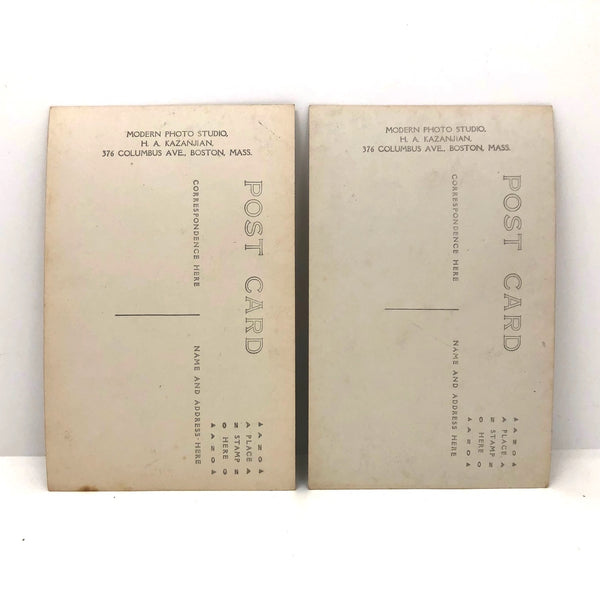 MODERN PHOTO STUDIO,
H. A. KAZANJIAN,
376 COLUMBUS AVE., BOSTON, MASS.
POST CARD
CORRESPONDENCE HERE
NAME AND ADDRESS HERE
PLACE
STAMP
HERE
MODERN PHOTO STUDIO,
H. A. KAZANJIAN,
376 COLUMBUS AVE., BOSTON, MASS.
POST CARD
CORRESPONDENCE HERE
NAME AND ADDRESS HERE
PLACE
STAMP
HERE